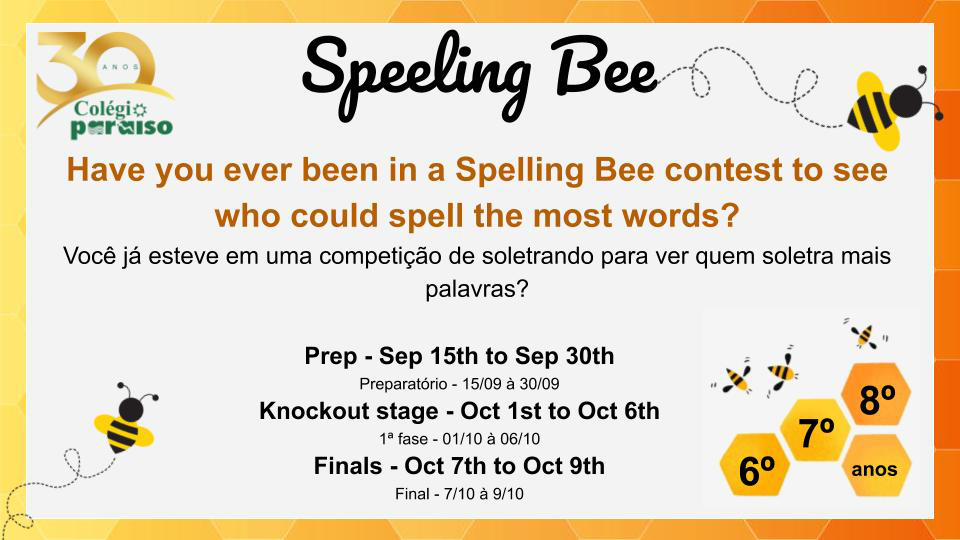 30
ANOS
Colégio
paraiso
Speeling Bee
Have you ever been in a Spelling Bee contest to see
who could spell the most words?
Você já esteve em uma competição de soletrando para ver quem soletra mais
palavras?
Prep - Sep 15th to Sep 30th
Preparatório - 15/09 à 30/09
Knockout stage - Oct 1st to Oct 6th
1ª fase - 01/10 à 06/10
Finals - Oct 7th to Oct 9th
Final - 7/10 à 9/10
8º
7º
6º
anos